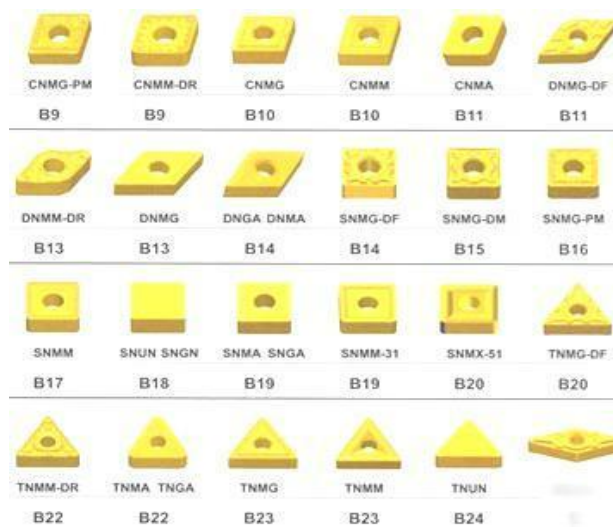 CNMG-PM CNMM-DR CNMG CNMM CNMA DNMG-DF
B9 B9 B10 B10 B11 B11
DNMM-DR DNMG DNGA DNMA SNMG-DF SNMG-DM SNMG-PM
B13 B13 B14 B14 B15 B16
SNMM SNUN SNGN SNMA SNGA SNMM-31 SNMX-51 TNMG-DF
B17 B18 B19 B19 B20 B20
TNMM-DR TNMA TNGA TNMG TNMM TNUN
B22 B22 B23 B23 B24